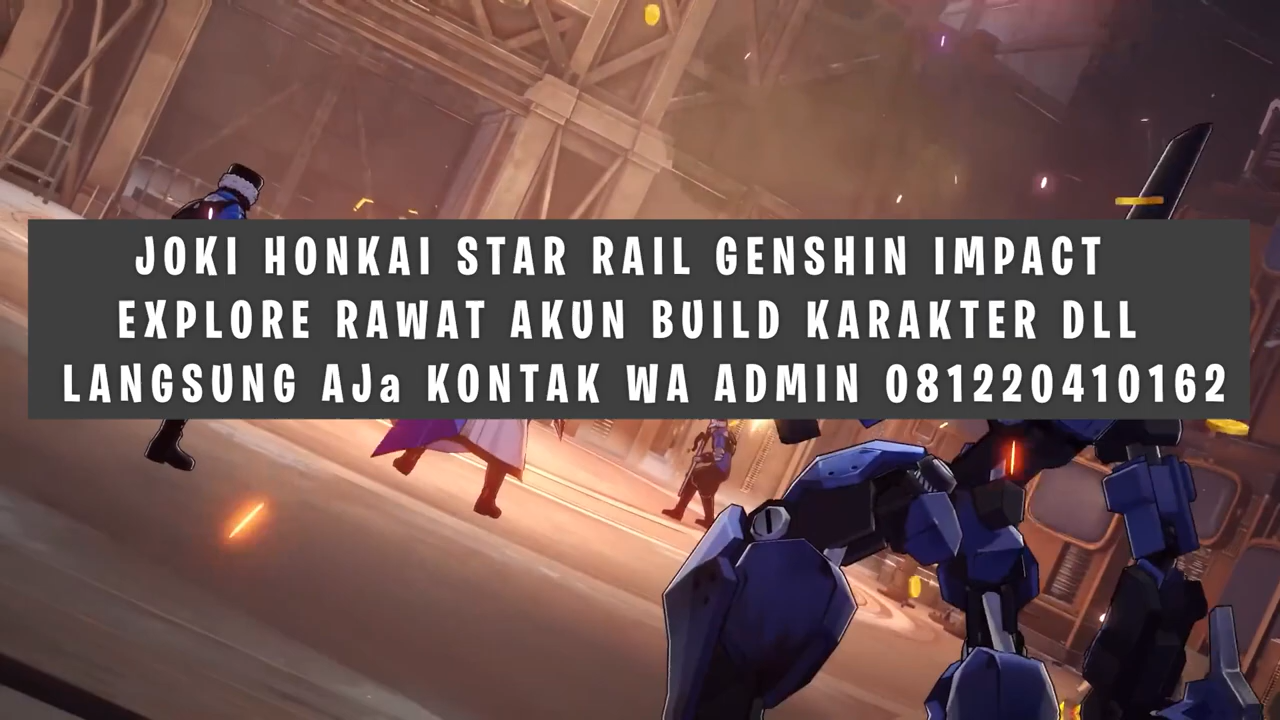 JOKI HONKAI STAR RAIL GENSHIN IMPACT
EXPLORE RAWAT AKUN BUILD KARAKTER DLL
LANGSUNG AJa KONTAK WA ADMIN 081220410162